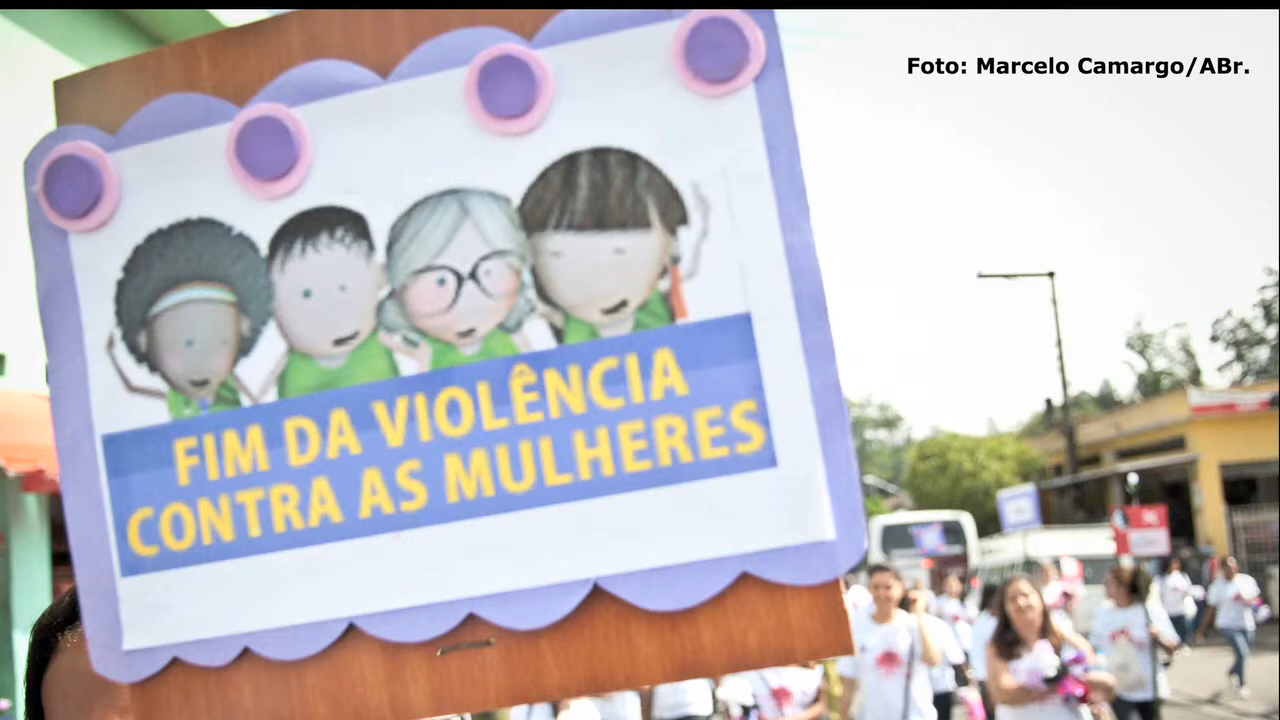 Foto: Marcelo Camargo/ABr.
FIM DA VIOLÊNCIA
CONTRA AS MULHERES